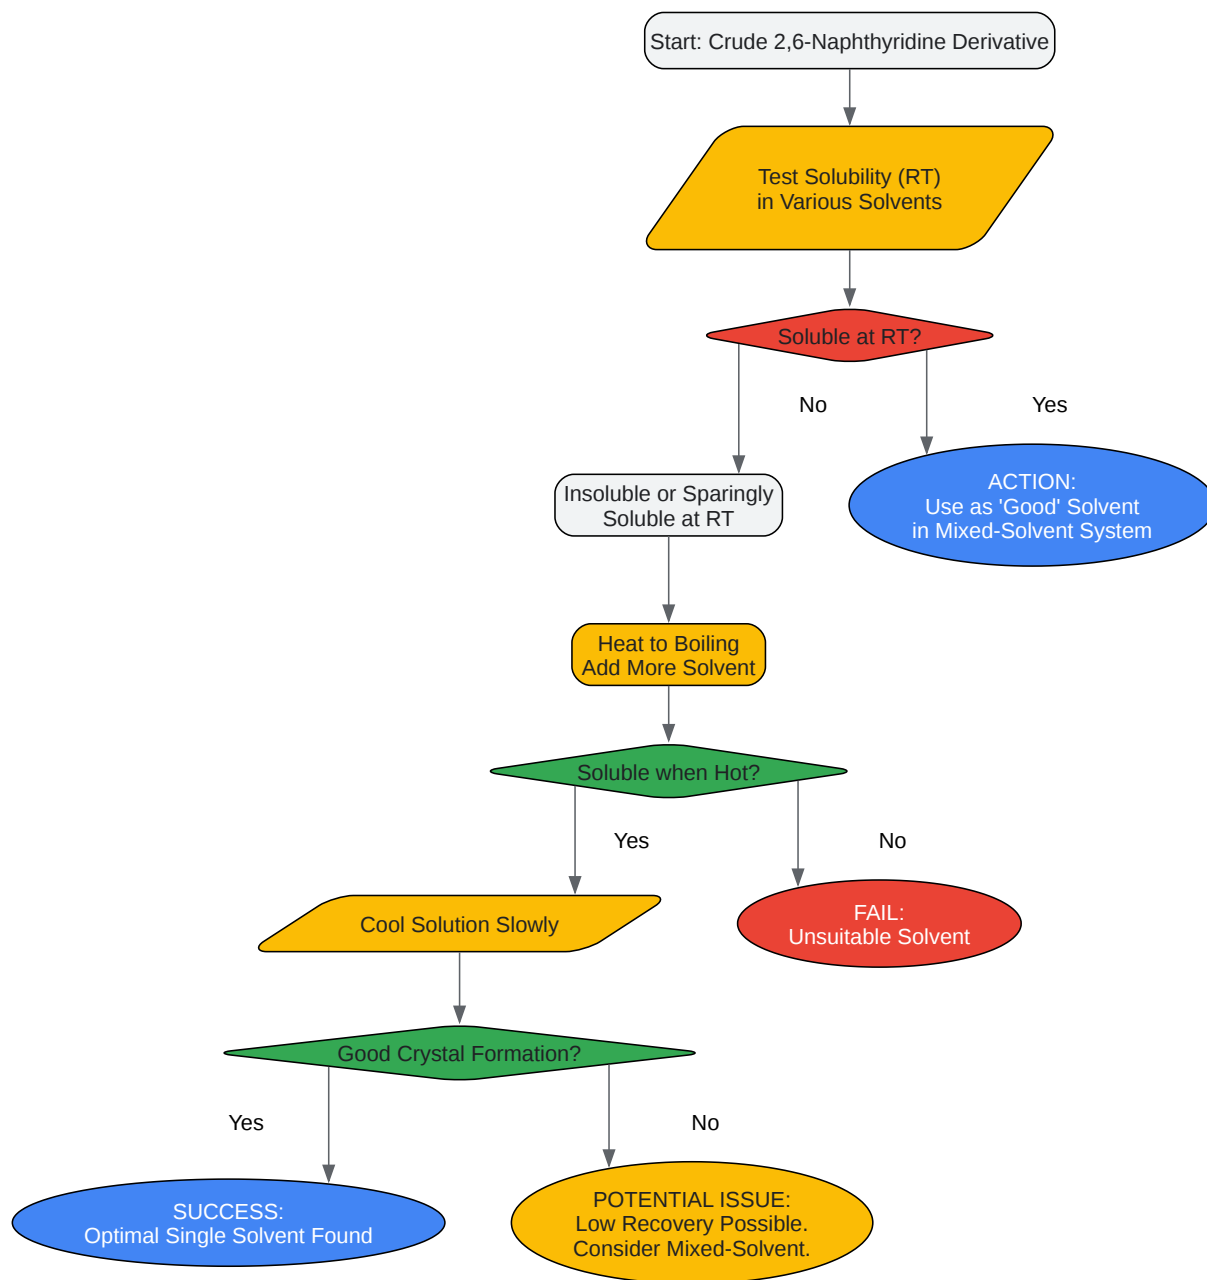 Start: Crude 2,6-Naphthyridine Derivative
Test Solubility (RT)
in Various Solvents
Soluble at RT?
No
Yes
Insoluble or Sparingly
Soluble at RT
ACTION:
Use as 'Good' Solvent
in Mixed-Solvent System
Heat to Boiling
Add More Solvent
Soluble when Hot?
Yes
No
Cool Solution Slowly
FAIL:
Unsuitable Solvent
Good Crystal Formation?
Yes
No
SUCCESS:
Optimal Single Solvent Found
POTENTIAL ISSUE:
Low Recovery Possible.
Consider Mixed-Solvent.